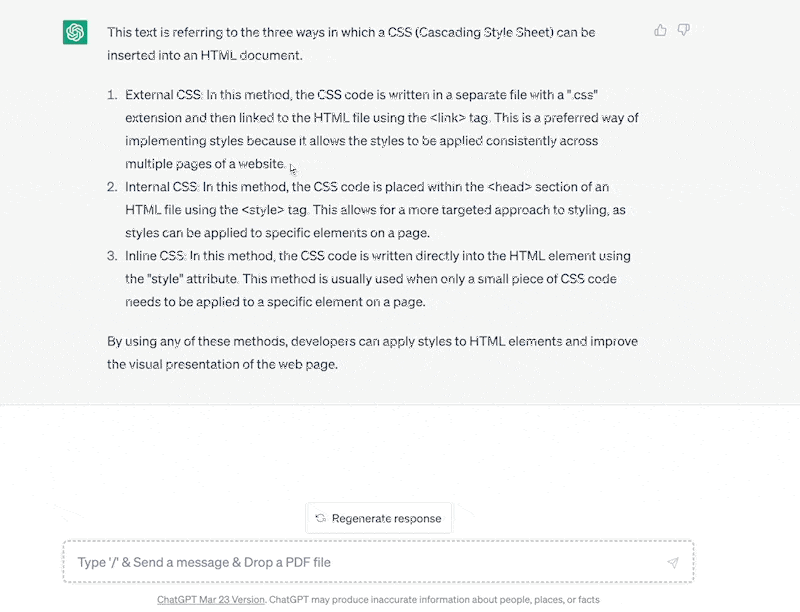 This text is referring to the three ways in which a CSS (Cascading Style Sheet) can be
inserted into an HTML document.
1. External CSS: In this method, the CSS code is written in a separate file with a ".css"
extension and then linked to the HTML file using the <link> tag. This is a preferred way of
implementing styles because it allows the styles to be applied consistently across
multiple pages of a website.
2. Internal CSS: In this method, the CSS code is placed within the <head> section of an
HTML file using the <style> tag. This allows for a more targeted approach to styling, as
styles can be applied to specific elements on a page.
3. Inline CSS: In this method, the CSS code is written directly into the HTML element using
the "style" attribute. This method is usually used when only a small piece of CSS code
needs to be applied to a specific element on a page.
By using any of these methods, developers can apply styles to HTML elements and improve
the visual presentation of the web page.
Regenerate response
Type '/' & Send a message & Drop a PDF file
ChatGPT Mar 23 Version. ChatGPT may produce inaccurate information about people, places, or facts